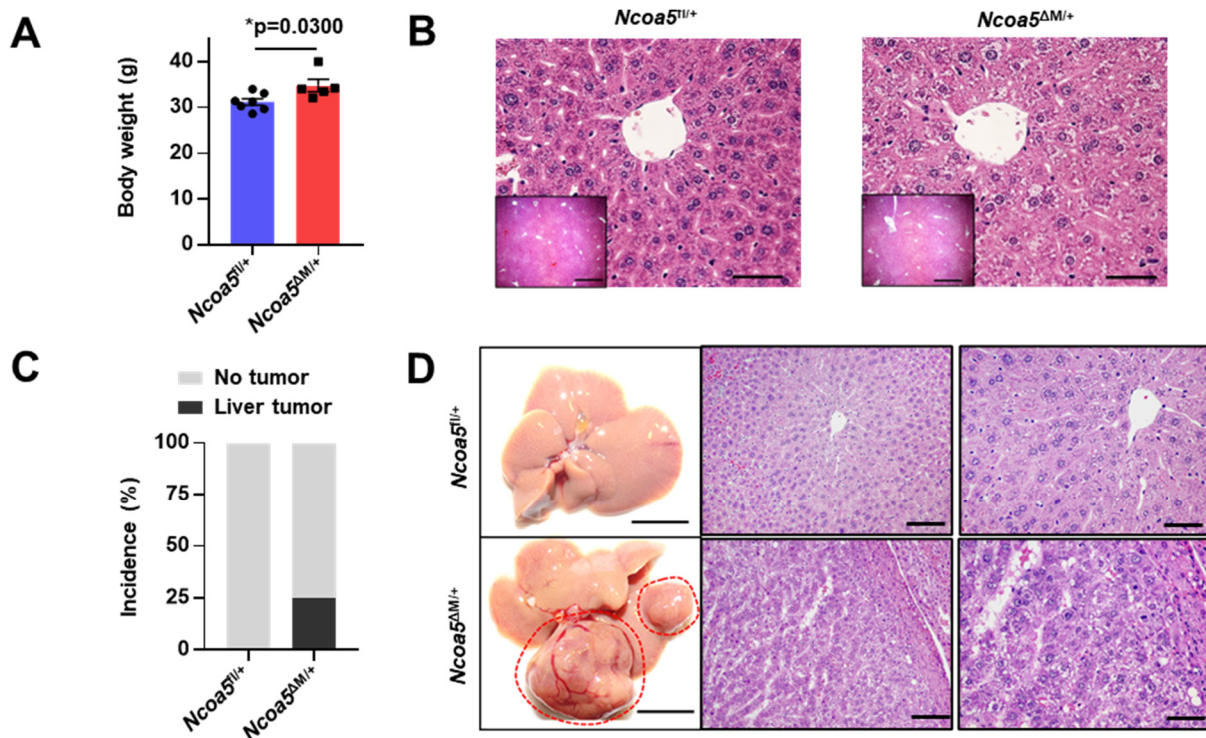 A
*p=0.0300
Body weight (g)
40
30
20
10
0
Ncoa5fl/+
Ncoa5ΔM/+
B
Ncoa5fl/+
Ncoa5ΔM/+
C
No tumor
Liver tumor
Incidence (%)
100
75
50
25
0
Ncoa5fl/+
Ncoa5ΔM/+
D
Ncoa5fl/+
Ncoa5ΔM/+